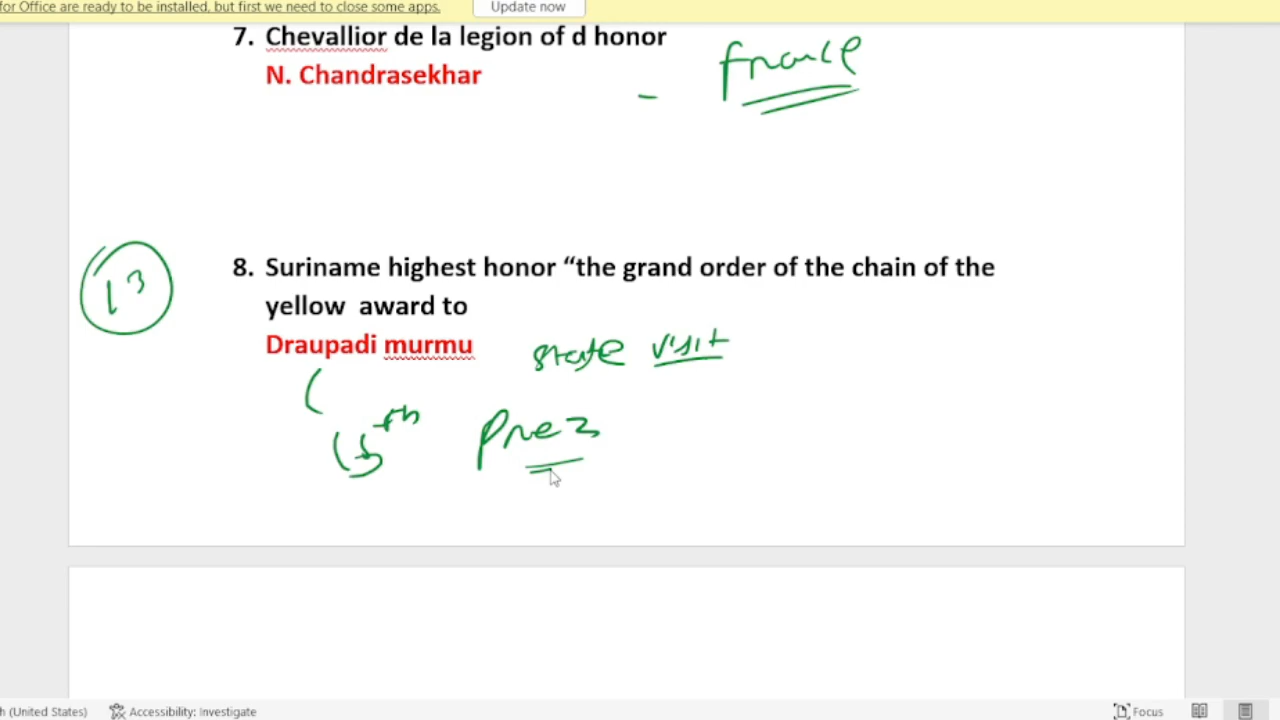 for Office are ready to be installed, but first we need to close some apps. Update now
7. Chevallior de la legion of d honor
N. Chandrasekhar
- france
8. Suriname highest honor “the grand order of the chain of the
13
yellow award to
Draupadi murmu state visit
15th Prez
h (United States) Accessibility: Investigate Focus